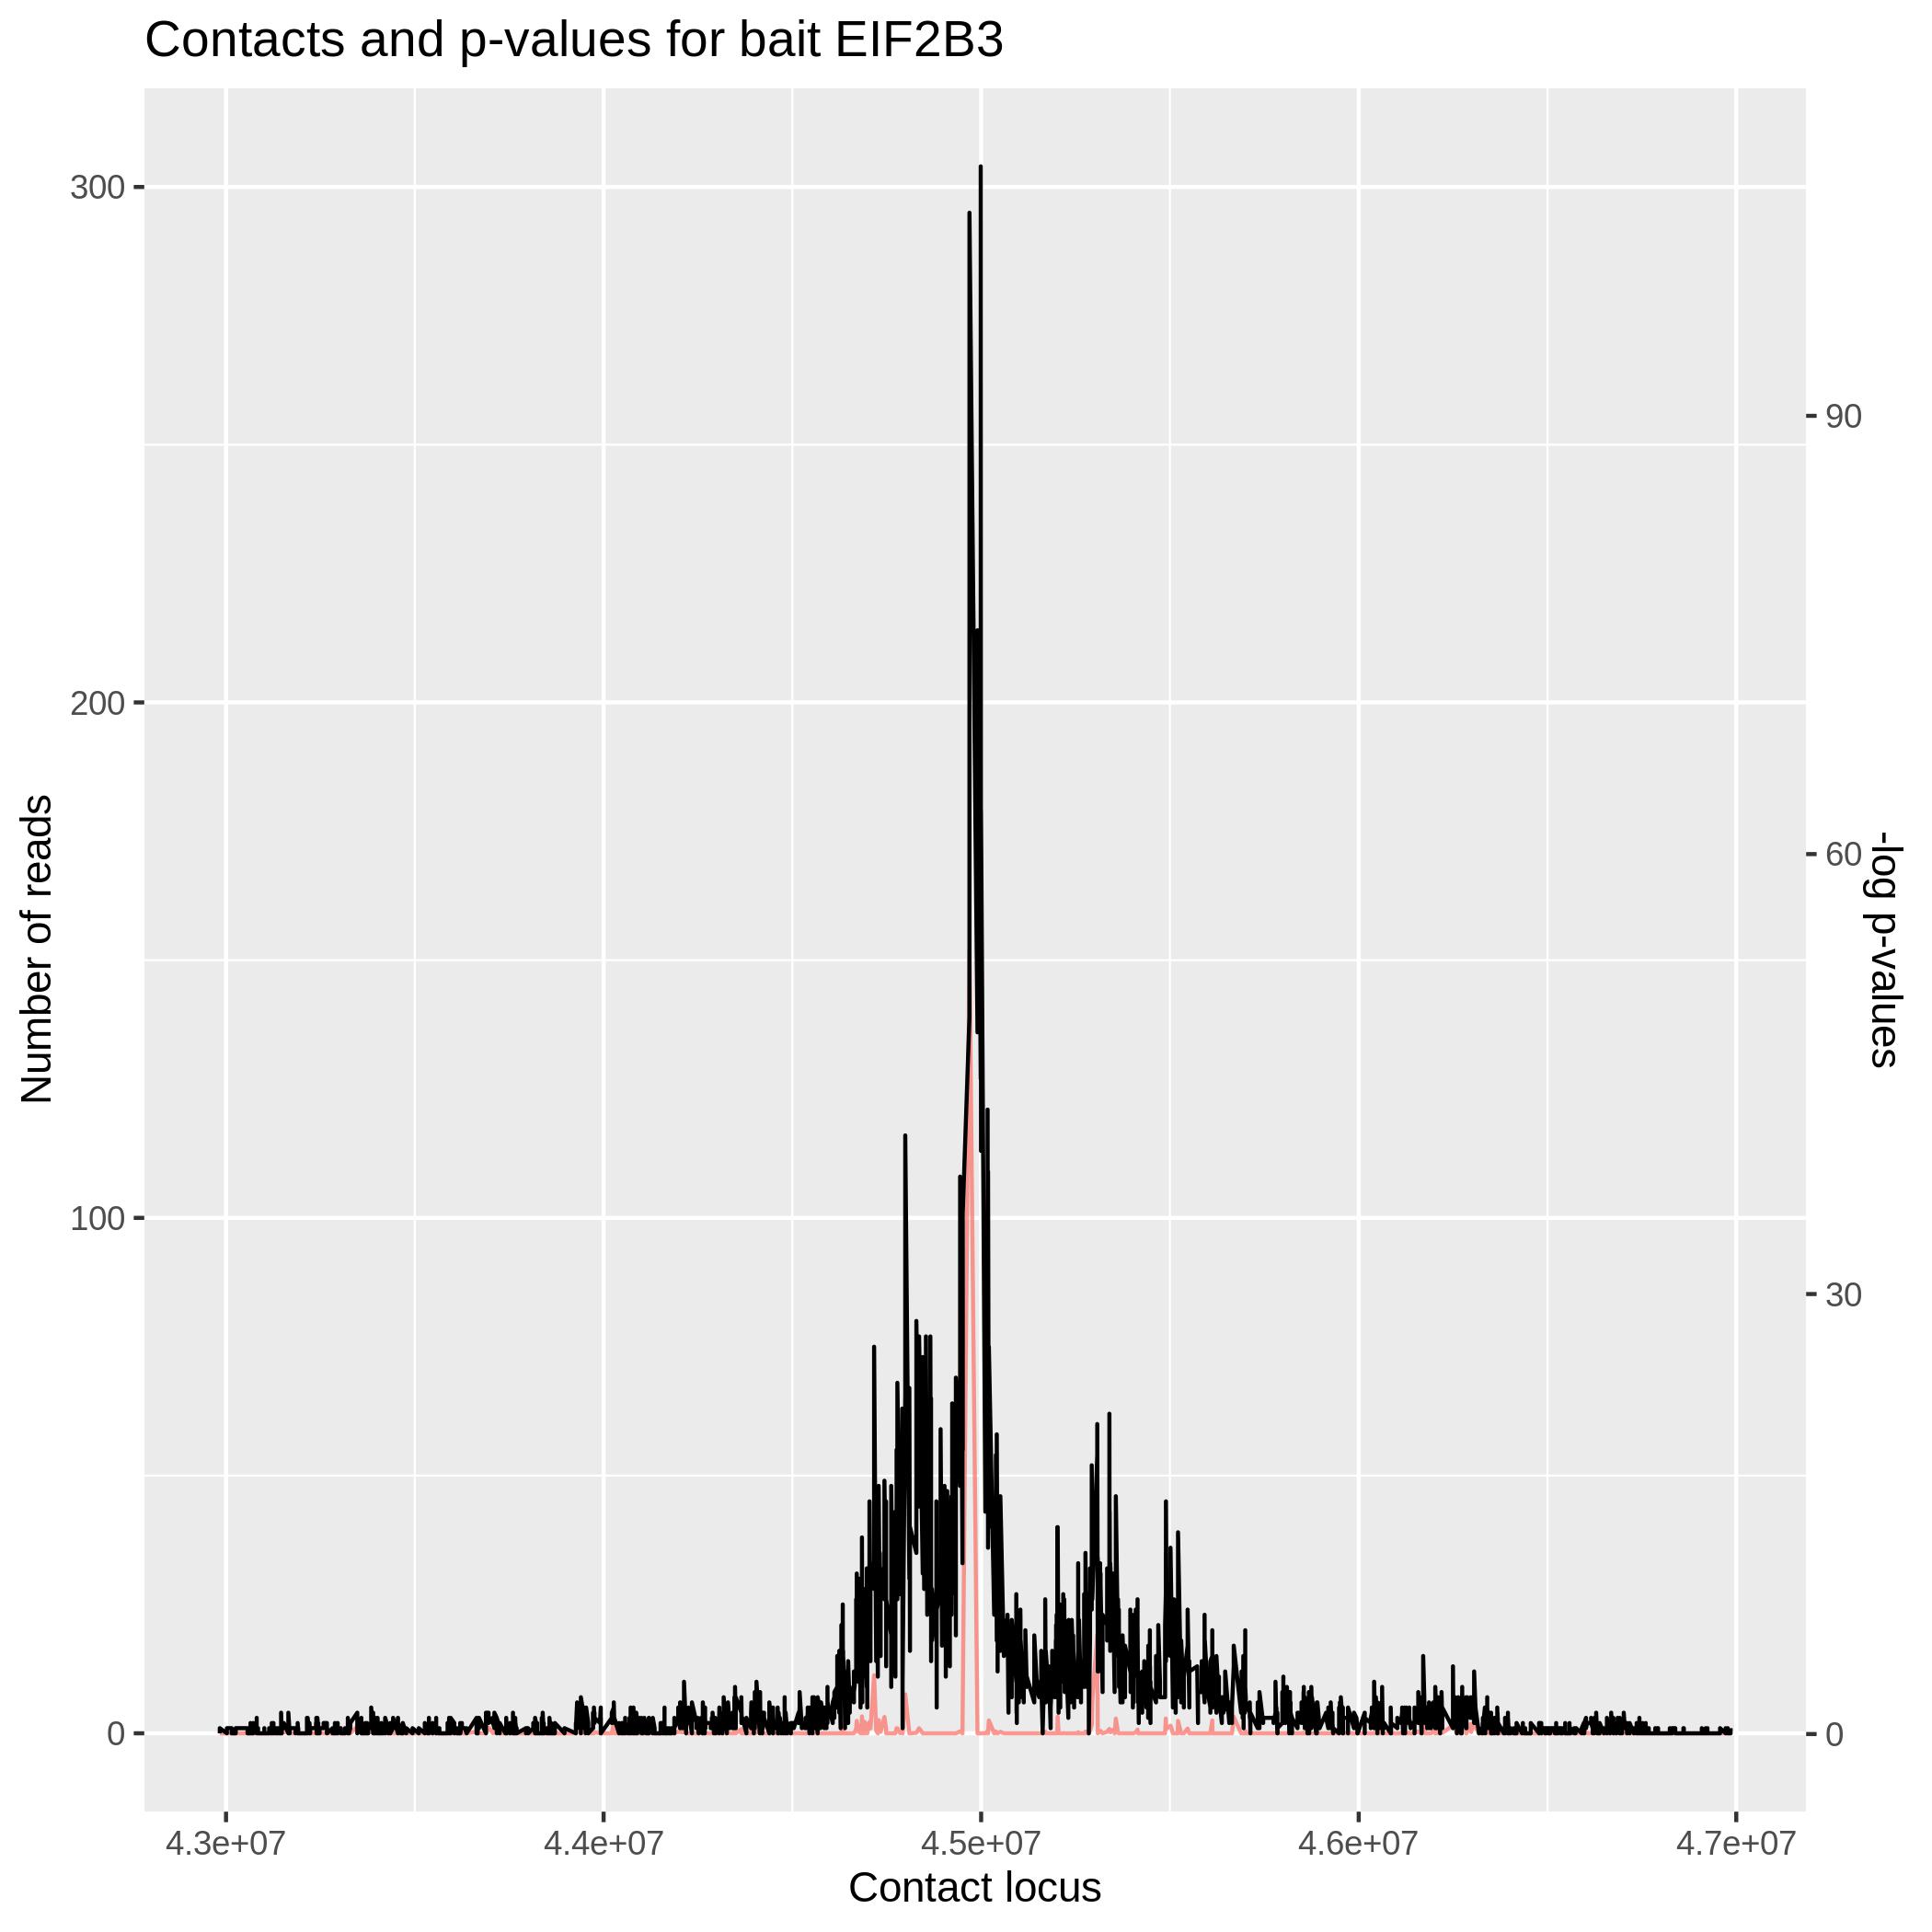 Contacts and p-values for bait EIF2B3
Number of reads
300
200
100
0
90
60
30
0
-log p-values
4.3e+07 4.4e+07 4.5e+07 4.6e+07 4.7e+07
Contact locus